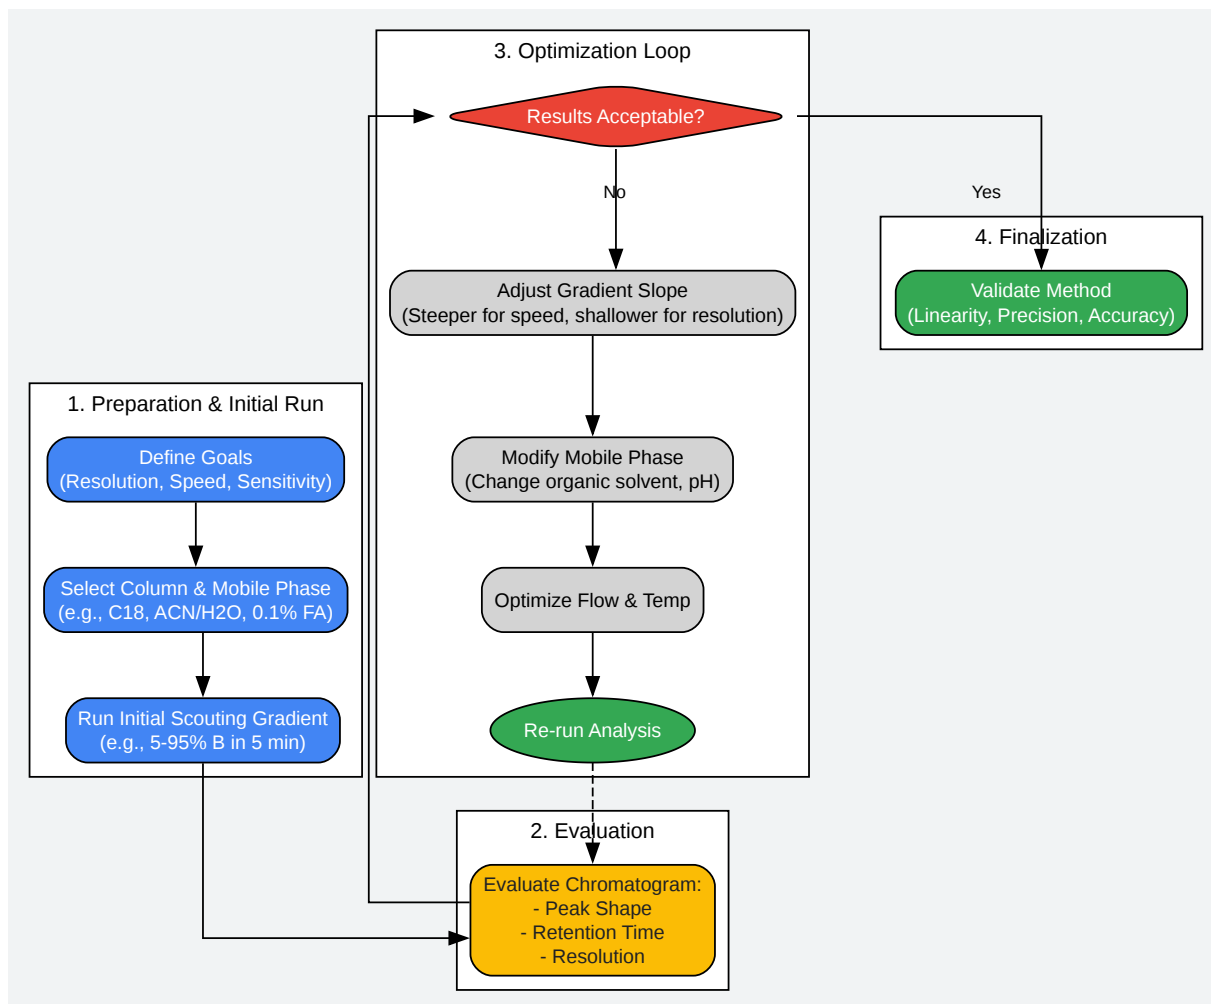 1. Preparation & Initial Run
Define Goals
(Resolution, Speed, Sensitivity)
Select Column & Mobile Phase
(e.g., C18, ACN/H2O, 0.1% FA)
Run Initial Scouting Gradient
(e.g., 5-95% B in 5 min)
2. Evaluation
Evaluate Chromatogram:
- Peak Shape
- Retention Time
- Resolution
3. Optimization Loop
Results Acceptable?
No
Adjust Gradient Slope
(Steeper for speed, shallower for resolution)
Modify Mobile Phase
(Change organic solvent, pH)
Optimize Flow & Temp
Re-run Analysis
Yes
4. Finalization
Validate Method
(Linearity, Precision, Accuracy)